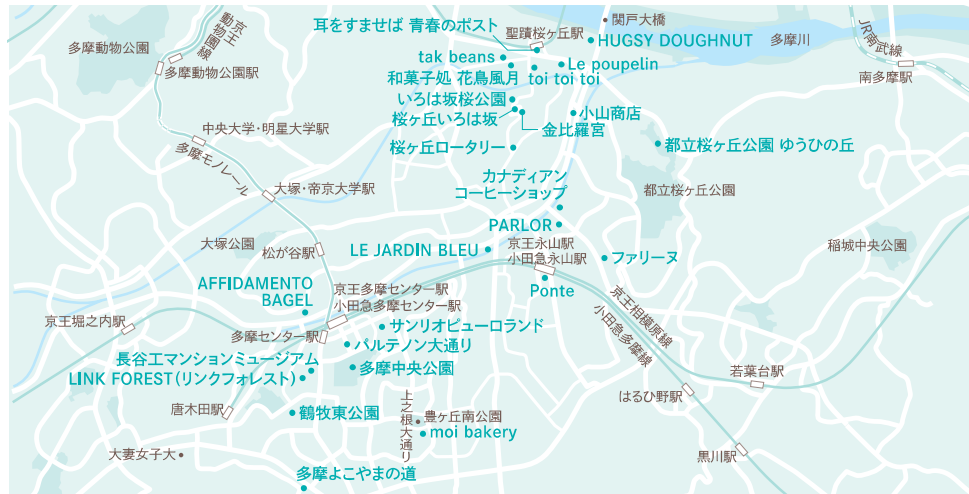 耳をすませば 青春のポスト
聖蹟桜ヶ丘駅
関戸大橋
HUGSY DOUGHNUT
多摩川
JR南武線
南多摩駅
京王
動物園線
多摩動物公園
多摩動物公園駅
tak beans
Le poupelin
和菓子処 花鳥風月
toi toi toi
いろは坂桜公園
桜ヶ丘いろは坂
小山商店
金比羅宮
中央大学・明星大学駅
多摩モノレール
桜ヶ丘ロータリー
都立桜ヶ丘公園 ゆうひの丘
カナディアン
コーヒーショップ
大塚・帝京大学駅
都立桜ヶ丘公園
PARLOR
大塚公園
松が谷駅
LE JARDIN BLEU
京王永山駅
小田急永山駅
ファリーヌ
稲城中央公園
AFFIDAMENTO
BAGEL
京王多摩センター駅
小田急多摩センター駅
Ponte
京王相模原線
小田急多摩線
京王堀之内駅
多摩センター駅
サンリオピューロランド
パルテノン大通り
長谷工マンションミュージアム
多摩中央公園
LINK FOREST(リンクフォレスト)
若葉台駅
はるひ野駅
唐木田駅
鶴牧東公園
上之根大通り
豊ヶ丘南公園
moi bakery
黒川駅
大妻女子大
多摩よこやまの道